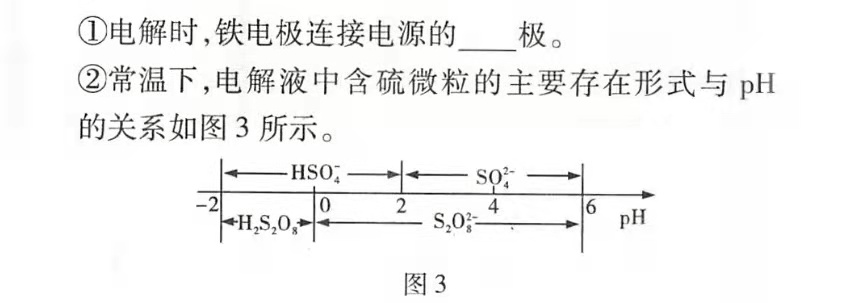 ①电解时,铁电极连接电源的____极。
②常温下,电解液中含硫微粒的主要存在形式与 pH
的关系如图 3 所示。
HSO₄⁻ SO₄²⁻
-2 0 2 4 6 pH
H₂S₂O₈ S₂O₈²⁻
图 3